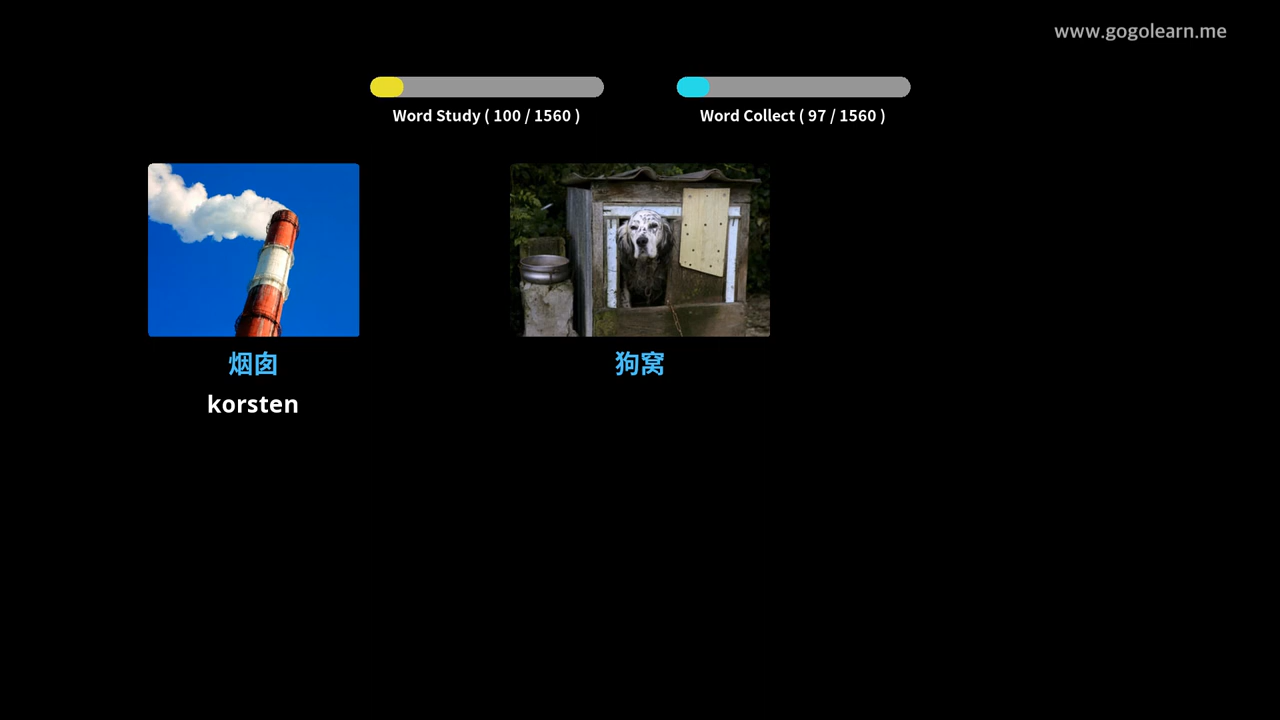 www.gogolearn.me
Word Study ( 100 / 1560 )
Word Collect ( 97 / 1560 )
烟囱
狗窝
korsten